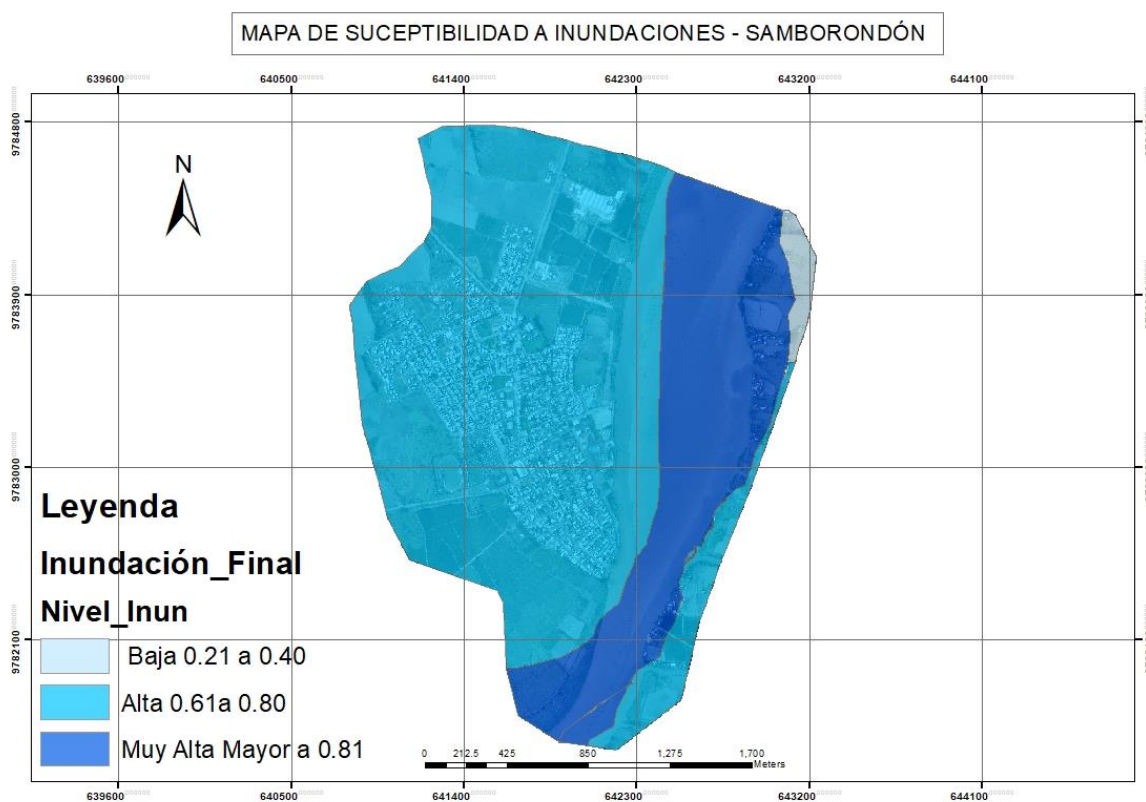 MAPA DE SUCEPTIBILIDAD A INUNDACIONES - SAMBORONDÓN
639600 640500 641400 642300 643200 644100
9784800
N
9783900
9783000
Leyenda
Inundación_Final
Nivel_Inun
9782100
Baja 0.21 a 0.40
Alta 0.61a 0.80
Muy Alta Mayor a 0.81
0 212.5 425 850 1,275 1,700
Meters
639600 640500 641400 642300 643200 644100